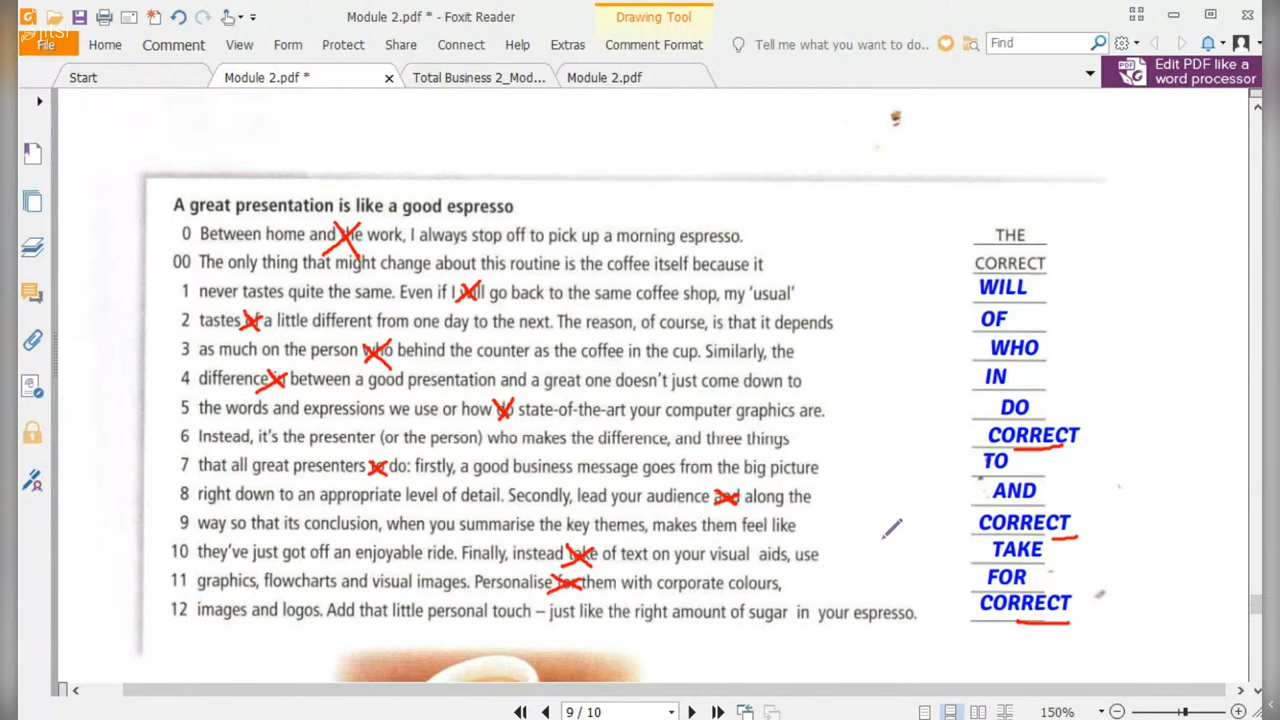 Module 2.pdf * - Foxit Reader
Drawing Tool
Jitsi
File Home Comment View Form Protect Share Connect Help Extras Comment Format Tell me what you want to do.. Find
Start Module 2.pdf * Total Business 2_Mod... Module 2.pdf
Edit PDF like a
word processor
A great presentation is like a good espresso
0 Between home and the work, I always stop off to pick up a morning espresso. THE
00 The only thing that might change about this routine is the coffee itself because it CORRECT
1 never tastes quite the same. Even if I will go back to the same coffee shop, my 'usual' WILL
2 tastes of a little different from one day to the next. The reason, of course, is that it depends OF
3 as much on the person who behind the counter as the coffee in the cup. Similarly, the WHO
4 difference in between a good presentation and a great one doesn't just come down to IN
5 the words and expressions we use or how do state-of-the-art your computer graphics are. DO
6 Instead, it's the presenter (or the person) who makes the difference, and three things CORRECT
7 that all great presenters to do: firstly, a good business message goes from the big picture TO
8 right down to an appropriate level of detail. Secondly, lead your audience and along the AND
9 way so that its conclusion, when you summarise the key themes, makes them feel like CORRECT
10 they've just got off an enjoyable ride. Finally, instead take of text on your visual aids, use TAKE
11 graphics, flowcharts and visual images. Personalise for them with corporate colours, FOR
12 images and logos. Add that little personal touch – just like the right amount of sugar in your espresso. CORRECT
9 / 10 150%